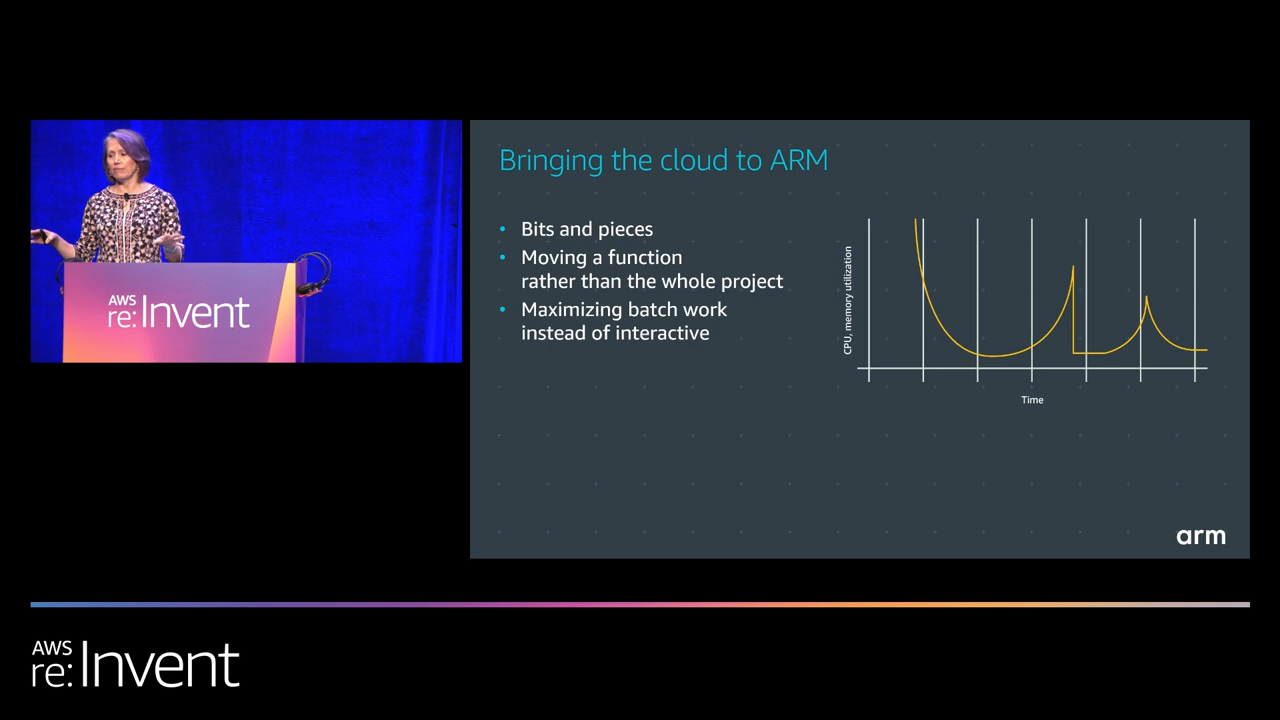 AWS
re:Invent
Bringing the cloud to ARM
• Bits and pieces
• Moving a function
rather than the whole project
• Maximizing batch work
instead of interactive
CPU, memory utilization
Time
arm
AWS
re:Invent